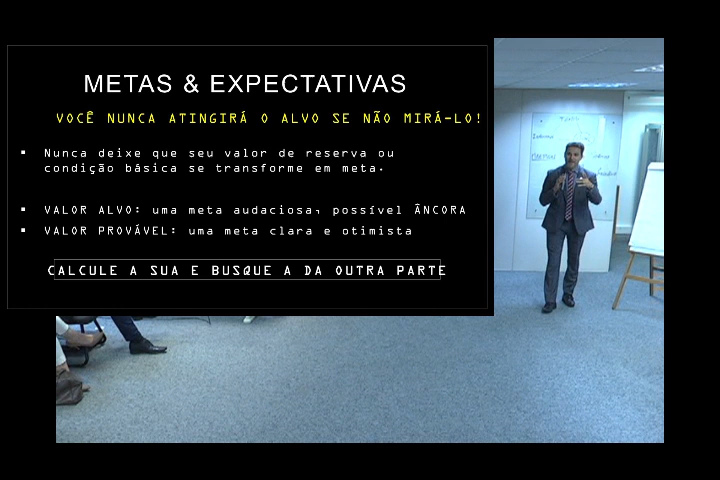 METAS & EXPECTATIVAS
VOCÊ NUNCA ATINGIRÁ O ALVO SE NÃO MIRÁ-LO!
▪ Nunca deixe que seu valor de reserva ou
condição básica se transforme em meta.
▪ VALOR ALVO: uma meta audaciosa, possível ÂNCORA
▪ VALOR PROVÁVEL: uma meta clara e otimista
CALCULE A SUA E BUSQUE A DA OUTRA PARTE